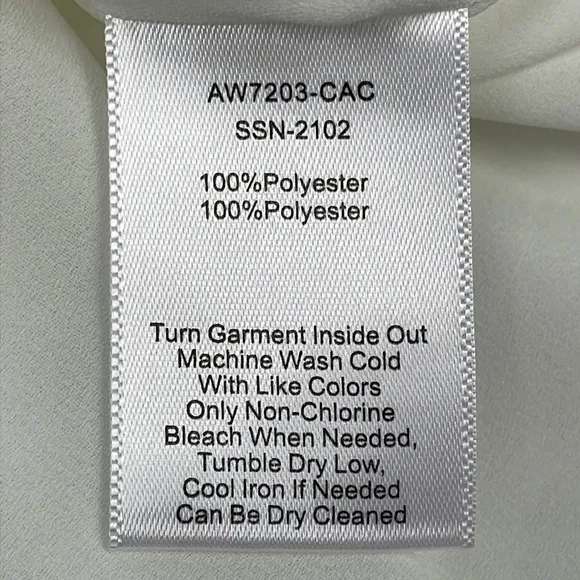 AW7203-CAC
SSN-2102
100%Polyester
100%Polyester
Turn Garment Inside Out
Machine Wash Cold
With Like Colors
Only Non-Chlorine
Bleach When Needed,
Tumble Dry Low,
Cool Iron If Needed
Can Be Dry Cleaned